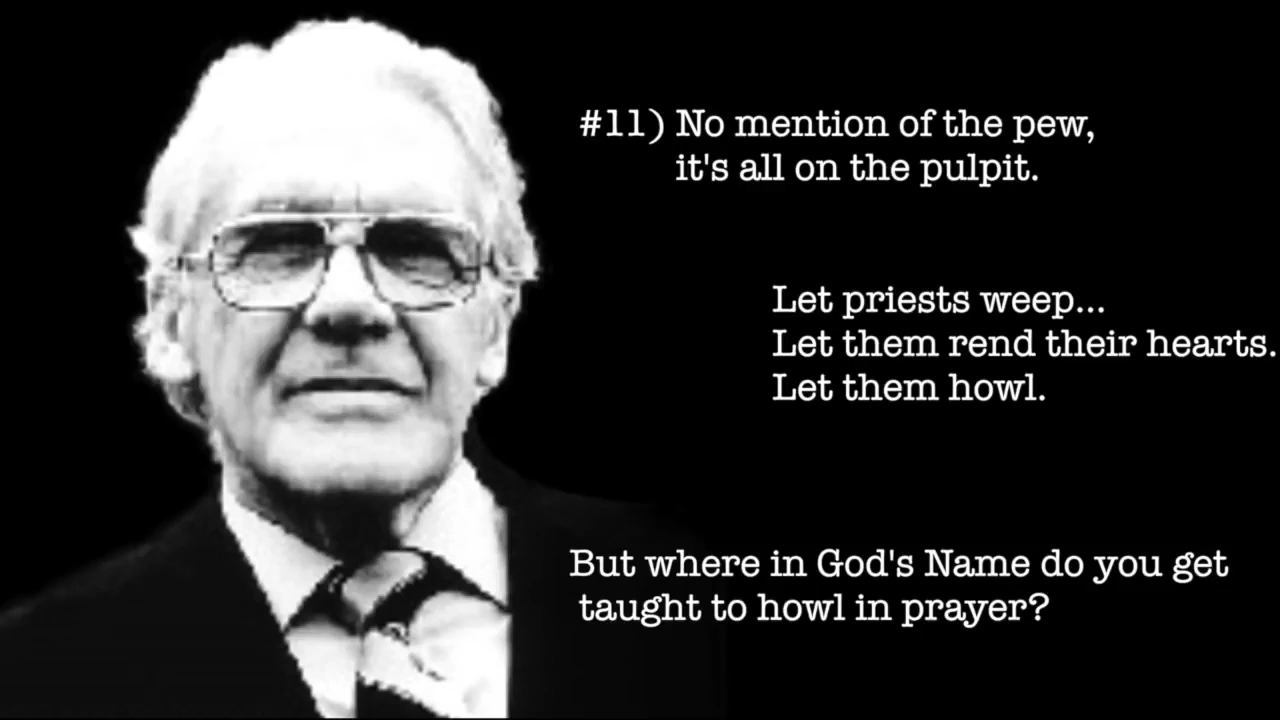 #11) No mention of the pew,
it's all on the pulpit.
Let priests weep...
Let them rend their hearts.
Let them howl.
But where in God's Name do you get
taught to howl in prayer?